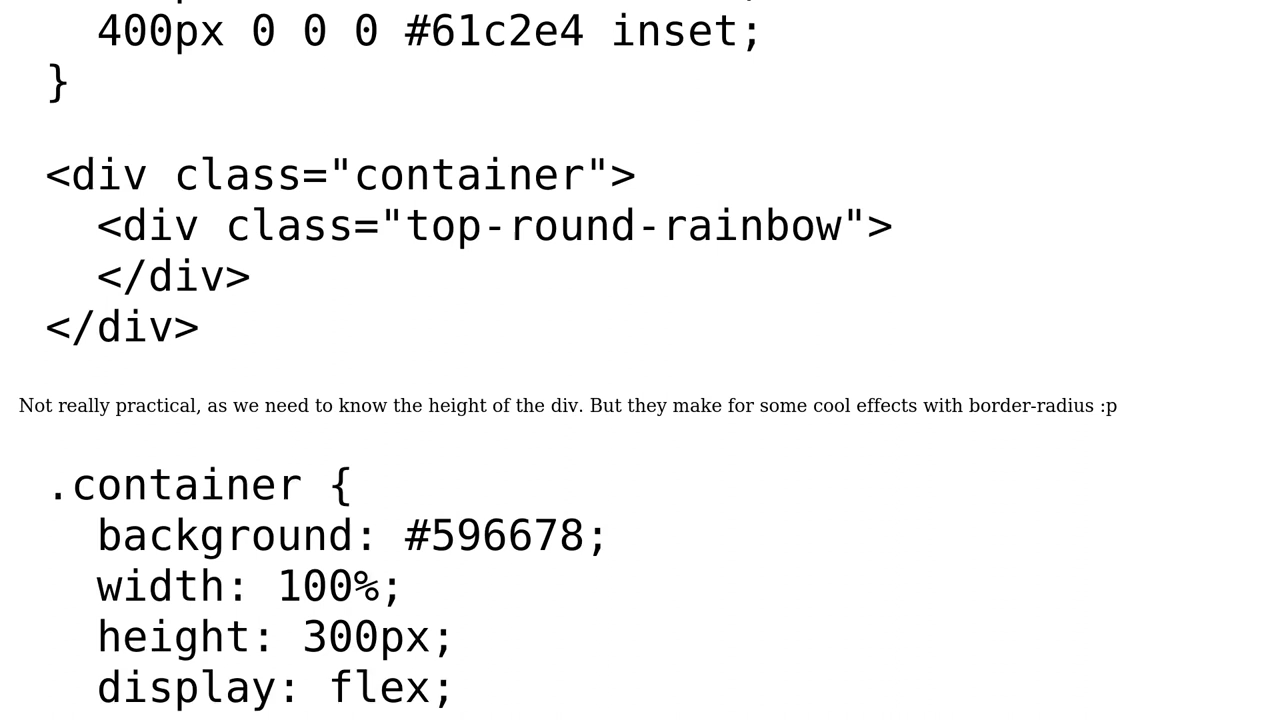 400px 0 0 0 #61c2e4 inset;
}
<div class="container">
<div class="top-round-rainbow">
</div>
</div>
Not really practical, as we need to know the height of the div. But they make for some cool effects with border-radius :p
.container {
background: #596678;
width: 100%;
height: 300px;
display: flex;